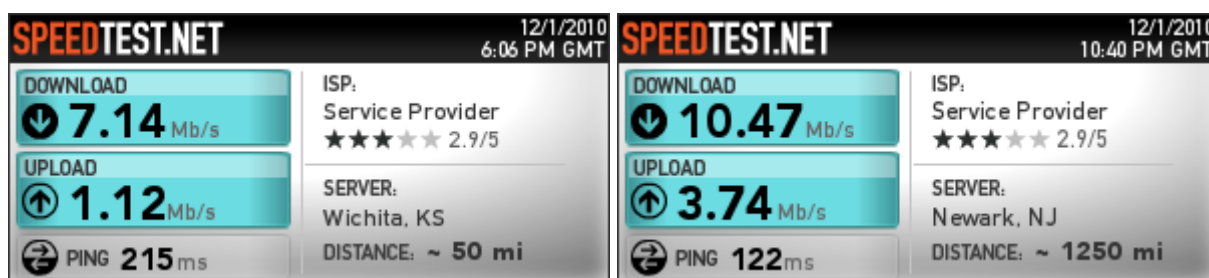 SPEEDTEST.NET
12/1/2010
6:06 PM GMT
DOWNLOAD
7.14 Mb/s
UPLOAD
1.12 Mb/s
PING 215 ms
ISP:
Service Provider
2.9/5
SERVER:
Wichita, KS
DISTANCE: ~ 50 mi
SPEEDTEST.NET
12/1/2010
10:40 PM GMT
DOWNLOAD
10.47 Mb/s
UPLOAD
3.74 Mb/s
PING 122 ms
ISP:
Service Provider
2.9/5
SERVER:
Newark, NJ
DISTANCE: ~ 1250 mi